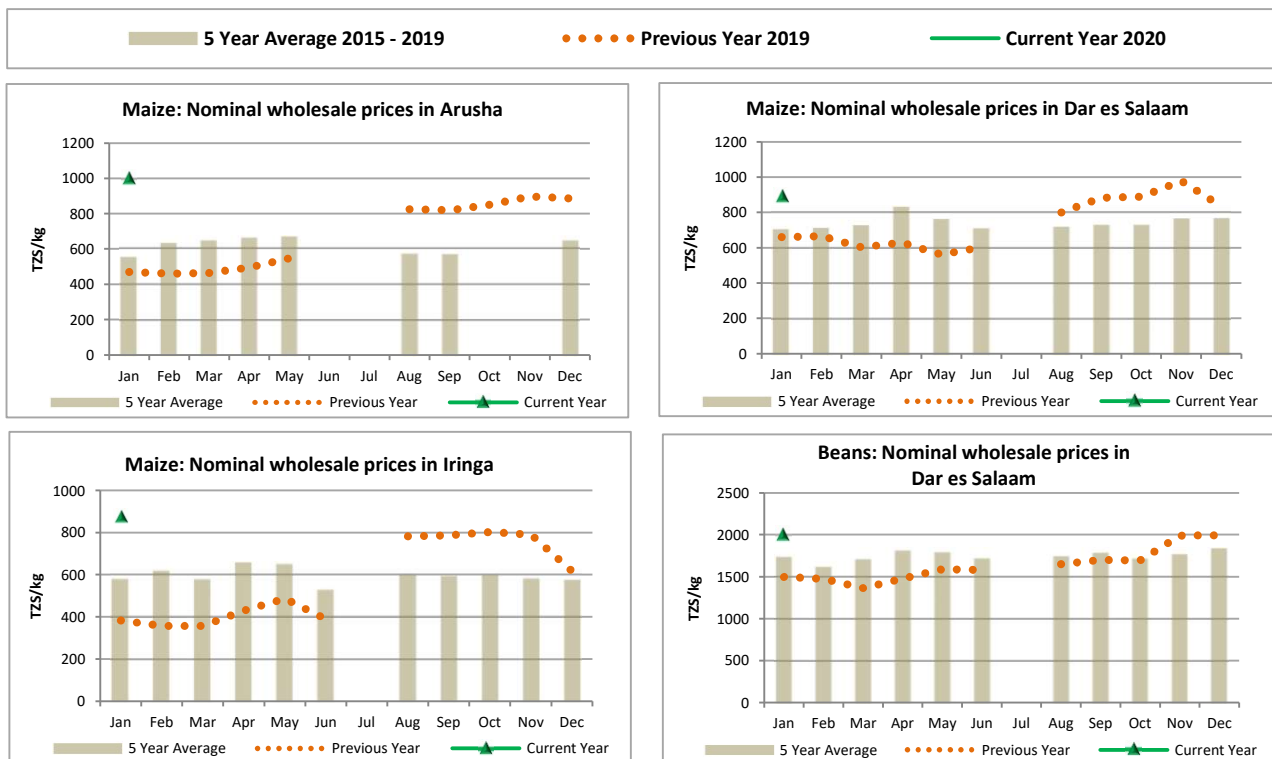 5 Year Average 2015 - 2019 Previous Year 2019 Current Year 2020
Maize: Nominal wholesale prices in Arusha
TZS/kg
1200
1000
800
600
400
200
0
Jan Feb Mar Apr May Jun Jul Aug Sep Oct Nov Dec
5 Year Average Previous Year Current Year
Maize: Nominal wholesale prices in Dar es Salaam
TZS/kg
1200
1000
800
600
400
200
0
Jan Feb Mar Apr May Jun Jul Aug Sep Oct Nov Dec
5 Year Average Previous Year Current Year
Maize: Nominal wholesale prices in Iringa
TZS/kg
1000
800
600
400
200
0
Jan Feb Mar Apr May Jun Jul Aug Sep Oct Nov Dec
5 Year Average Previous Year Current Year
Beans: Nominal wholesale prices in
Dar es Salaam
TZS/kg
2500
2000
1500
1000
500
0
Jan Feb Mar Apr May Jun Jul Aug Sep Oct Nov Dec
5 Year Average Previous Year Current Year